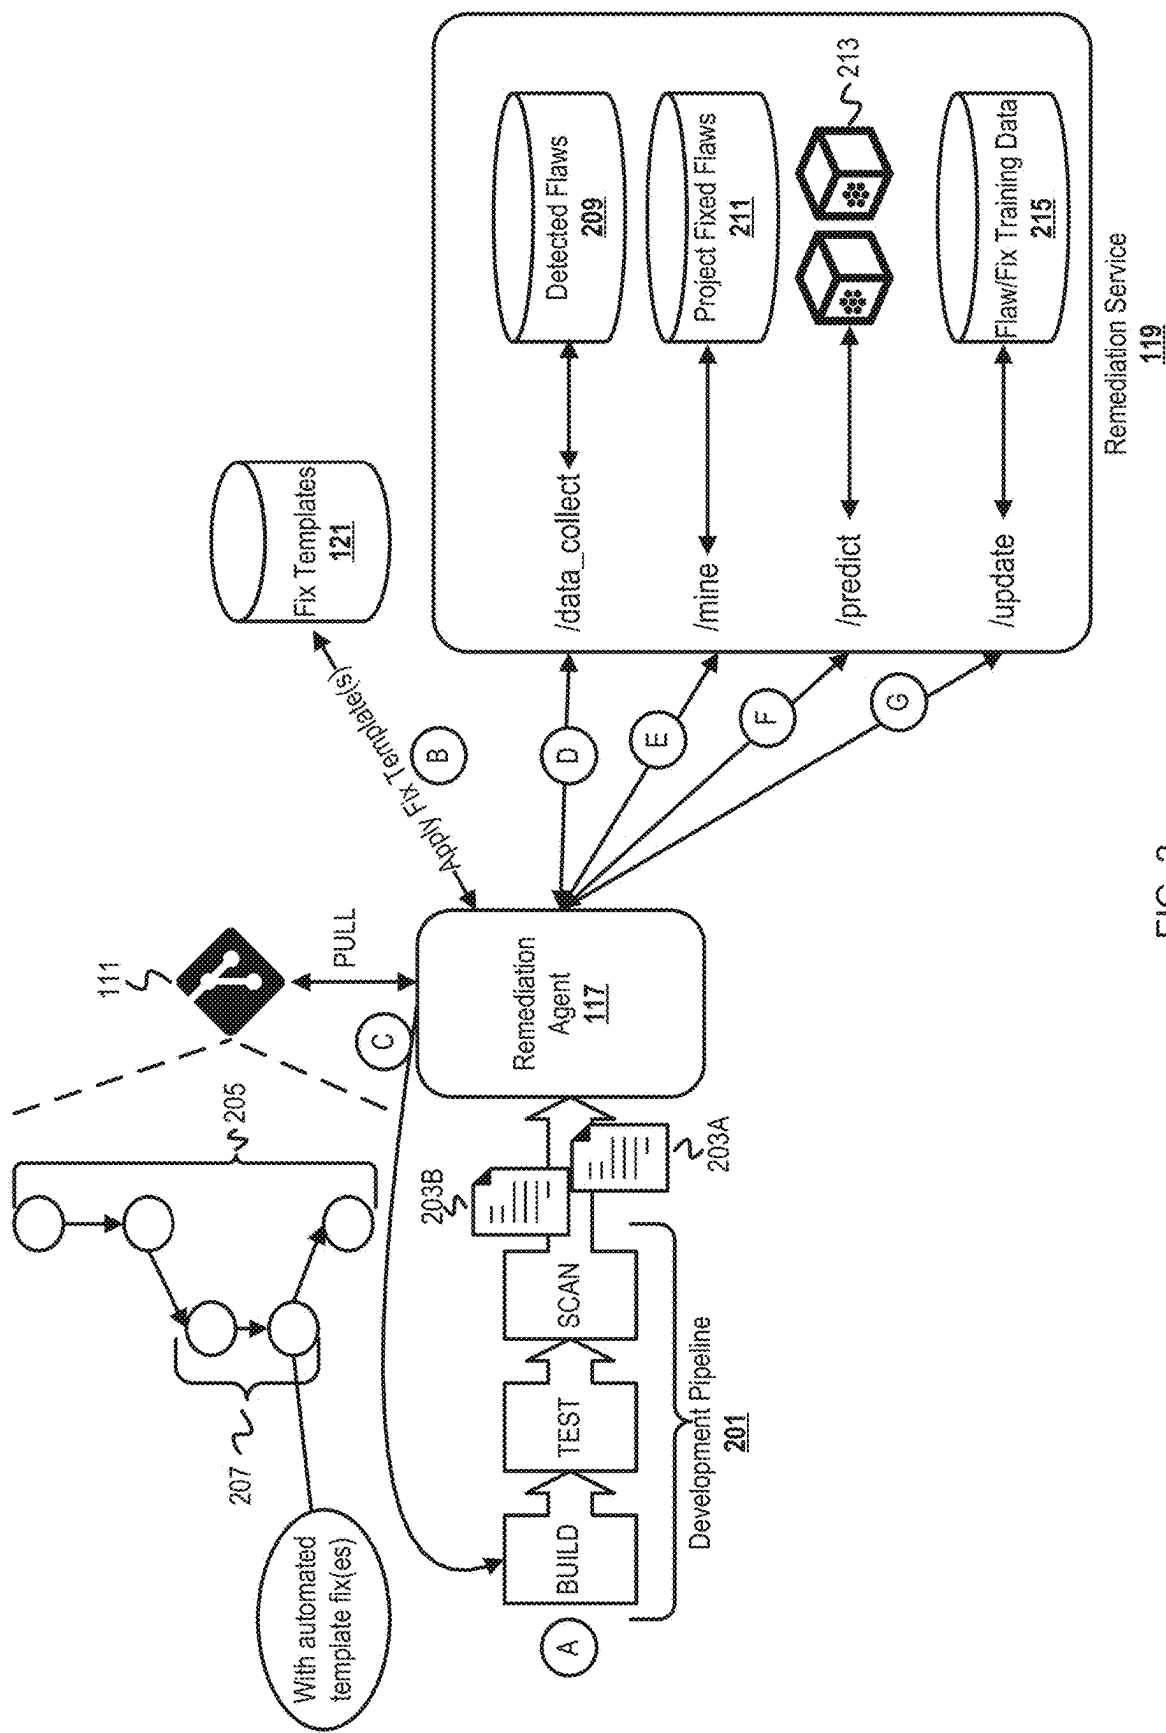 With automated
template fix(es)
207
205
111
PULL
C
Fix Templates
121
Apply Fix Template(s)
B
A
BUILD
TEST
SCAN
Development Pipeline
201
203B
203A
Remediation
Agent
117
D
E
F
G
/data_collect
Detected Flaws
209
/mine
Project Fixed Flaws
211
/predict
213
/update
Flaw/Fix Training Data
215
Remediation Service
119
FIG.